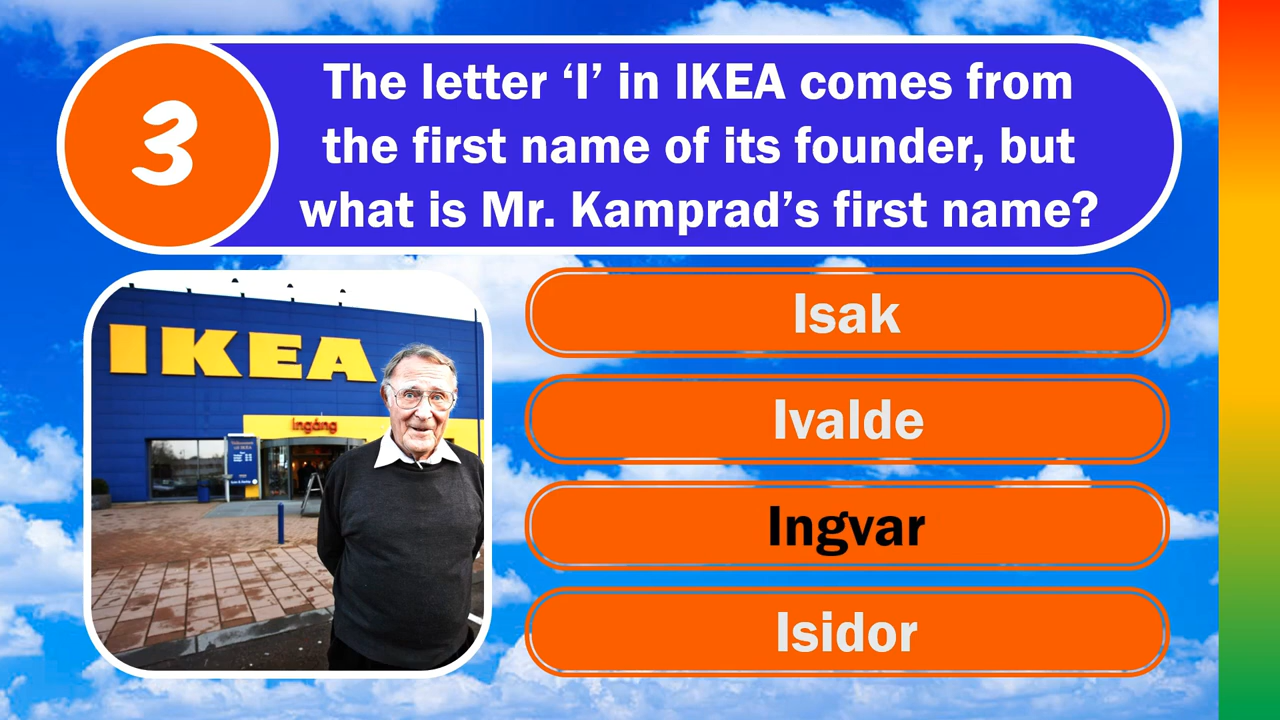 3
The letter ‘I’ in IKEA comes from
the first name of its founder, but
what is Mr. Kamprad’s first name?
IKEA
ingång
Isak
Ivalde
Ingvar
Isidor